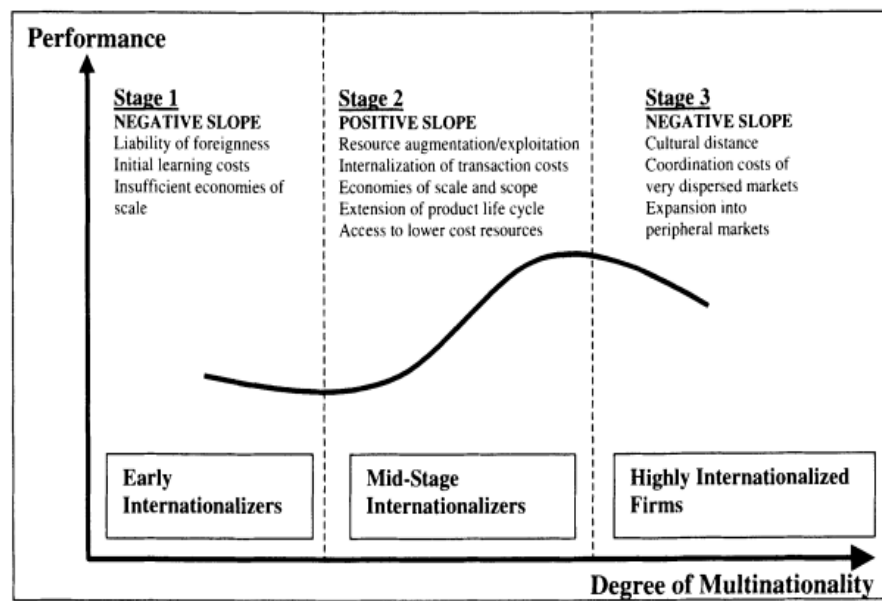 Performance
Stage 1
NEGATIVE SLOPE
Liability of foreignness
Initial learning costs
Insufficient economies of
scale
Stage 2
POSITIVE SLOPE
Resource augmentation/exploitation
Internalization of transaction costs
Economies of scale and scope
Extension of product life cycle
Access to lower cost resources
Stage 3
NEGATIVE SLOPE
Cultural distance
Coordination costs of
very dispersed markets
Expansion into
peripheral markets
Early
Internationalizers
Mid-Stage
Internationalizers
Highly Internationalized
Firms
Degree of Multinationality